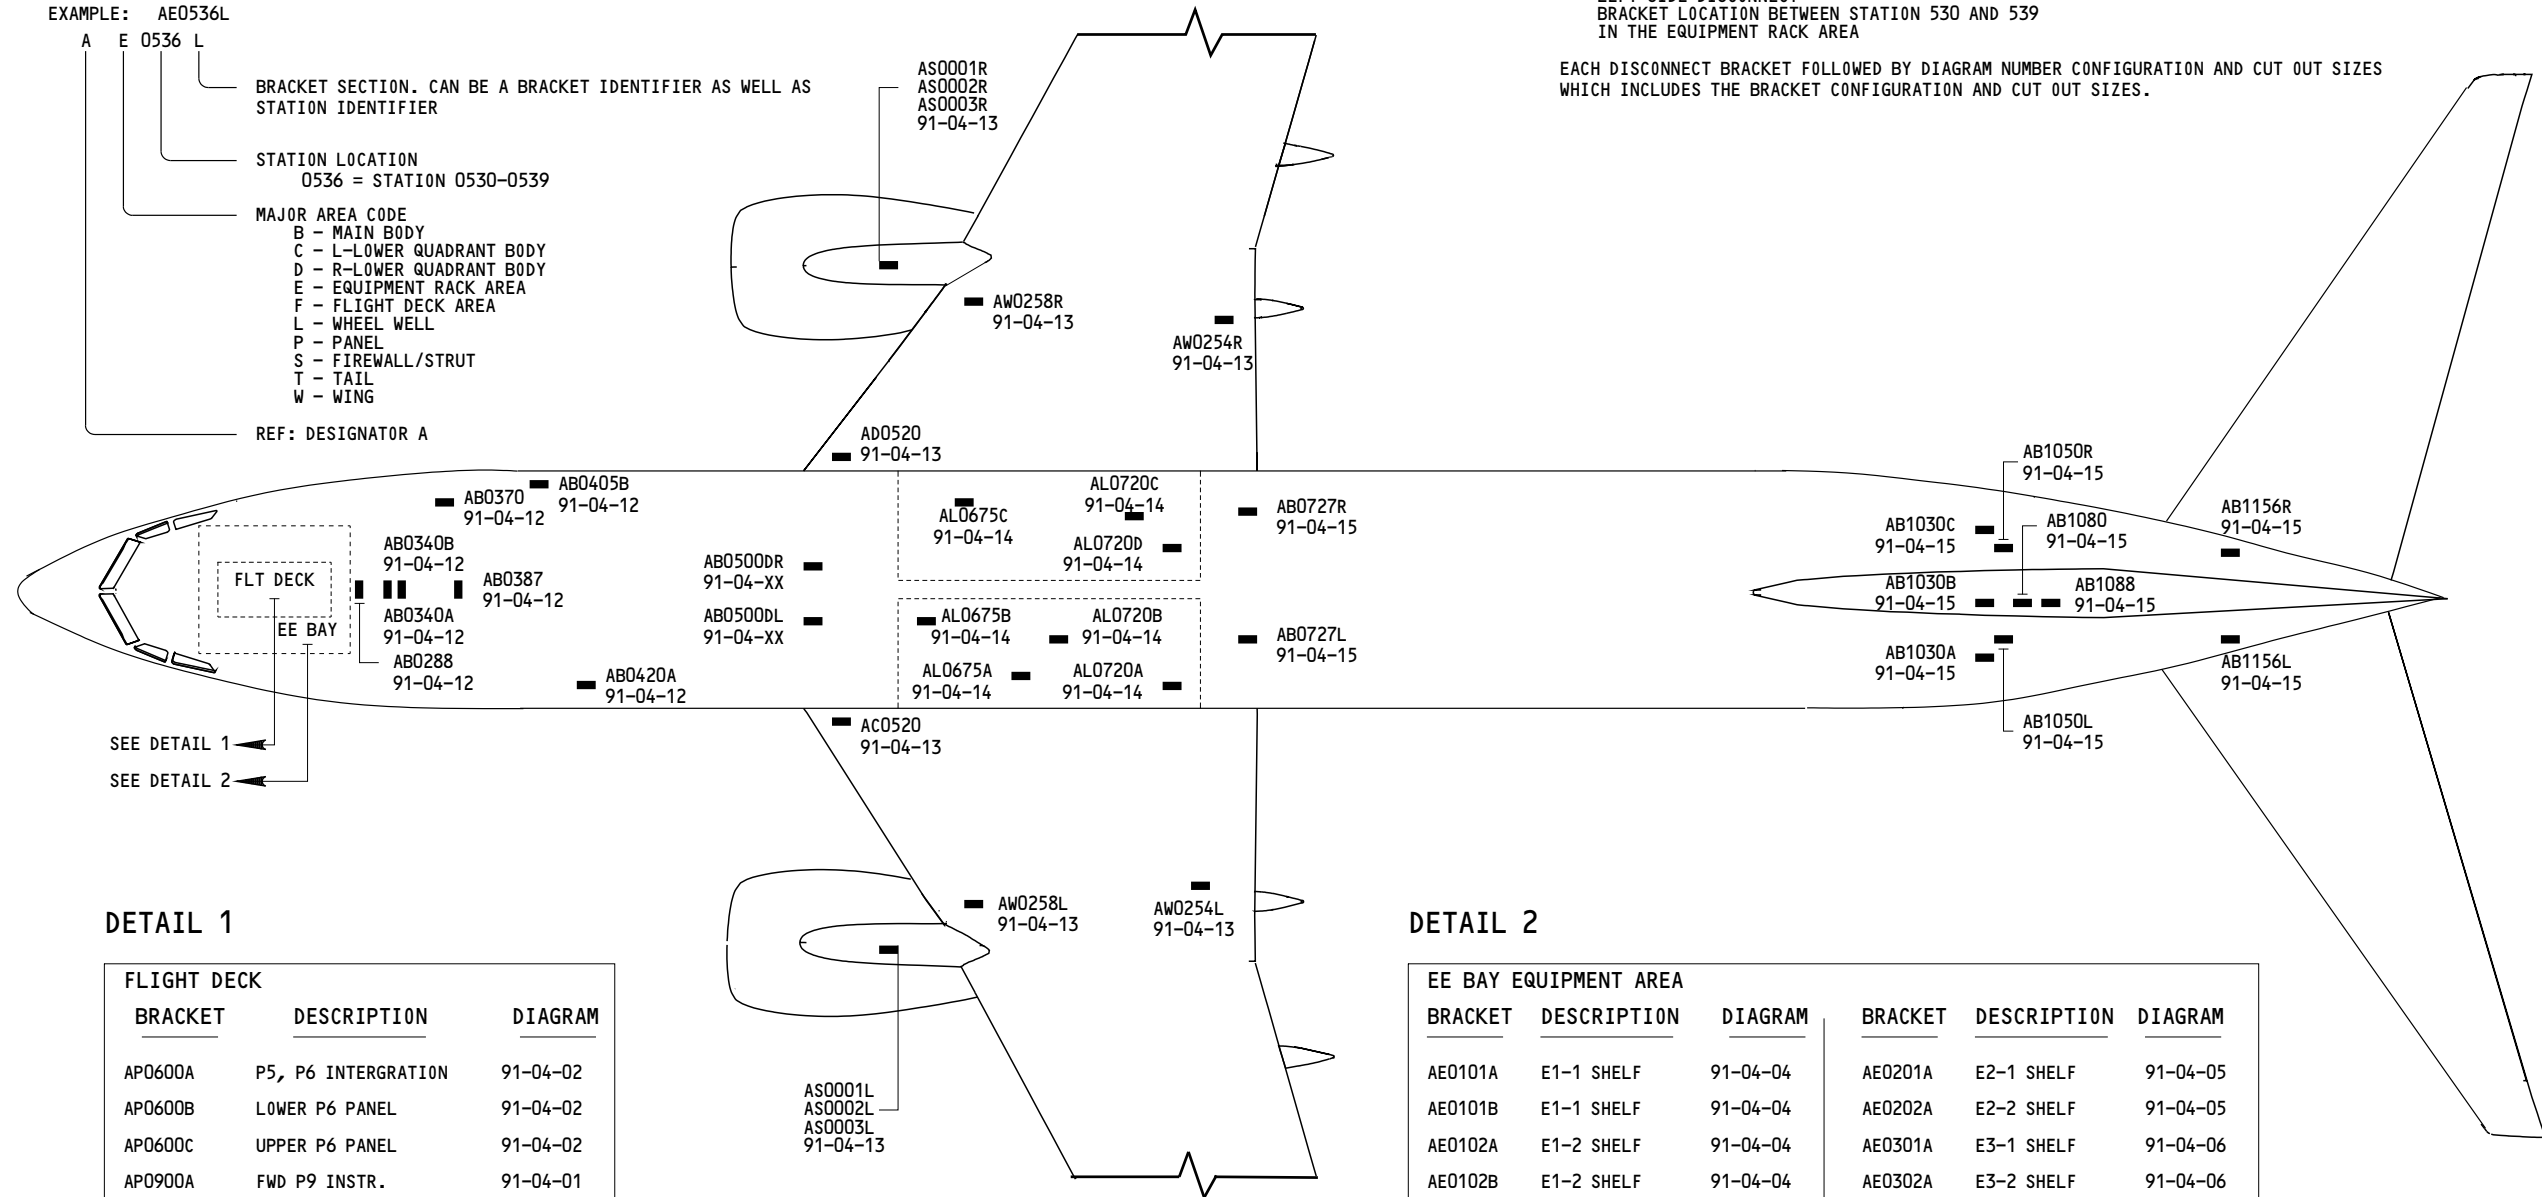 EXAMPLE: AE0536L
A E 0536 L
BRACKET SECTION. CAN BE A BRACKET IDENTIFIER AS WELL AS
STATION IDENTIFIER
STATION LOCATION
0536 = STATION 0530-0539
MAJOR AREA CODE
B - MAIN BODY
C - L-LOWER QUADRANT BODY
D - R-LOWER QUADRANT BODY
E - EQUIPMENT RACK AREA
F - FLIGHT DECK AREA
L - WHEEL WELL
P - PANEL
S - FIREWALL/STRUT
T - TAIL
W - WING
REF: DESIGNATOR A
BRACKET LOCATION BETWEEN STATION 530 AND 539
IN THE EQUIPMENT RACK AREA
EACH DISCONNECT BRACKET FOLLOWED BY DIAGRAM NUMBER CONFIGURATION AND CUT OUT SIZES
WHICH INCLUDES THE BRACKET CONFIGURATION AND CUT OUT SIZES.
AS0001R
AS0002R
AS0003R
91-04-13
AW0258R
91-04-13
AW0254R
91-04-13
AD0520
91-04-13
AB0370
91-04-12
AB0405B
91-04-12
AB0340B
91-04-12
FLT DECK
AB0387
91-04-12
AB0340A
91-04-12
EE BAY
AB0288
91-04-12
AB0420A
91-04-12
AB0500DR
91-04-XX
AB0500DL
91-04-XX
AL0675C
91-04-14
AL0720C
91-04-14
AL0720D
91-04-14
AL0675B
91-04-14
AL0720B
91-04-14
AL0675A
91-04-14
AL0720A
91-04-14
AB0727R
91-04-15
AB0727L
91-04-15
AB1050R
91-04-15
AB1030C
91-04-15
AB1080
91-04-15
AB1156R
91-04-15
AB1030B
91-04-15
AB1088
91-04-15
AB1030A
91-04-15
AB1156L
91-04-15
AB1050L
91-04-15
SEE DETAIL 1
SEE DETAIL 2
AC0520
91-04-13
AW0258L
91-04-13
AW0254L
91-04-13
AS0001L
AS0002L
AS0003L
91-04-13
DETAIL 1
FLIGHT DECK
BRACKET DESCRIPTION DIAGRAM
AP0600A P5, P6 INTERGRATION 91-04-02
AP0600B LOWER P6 PANEL 91-04-02
AP0600C UPPER P6 PANEL 91-04-02
AP0900A FWD P9 INSTR. 91-04-01
DETAIL 2
EE BAY EQUIPMENT AREA
BRACKET DESCRIPTION DIAGRAM BRACKET DESCRIPTION DIAGRAM
AE0101A E1-1 SHELF 91-04-04 AE0201A E2-1 SHELF 91-04-05
AE0101B E1-1 SHELF 91-04-04 AE0202A E2-2 SHELF 91-04-05
AE0102A E1-2 SHELF 91-04-04 AE0301A E3-1 SHELF 91-04-06
AE0102B E1-2 SHELF 91-04-04 AE0302A E3-2 SHELF 91-04-06